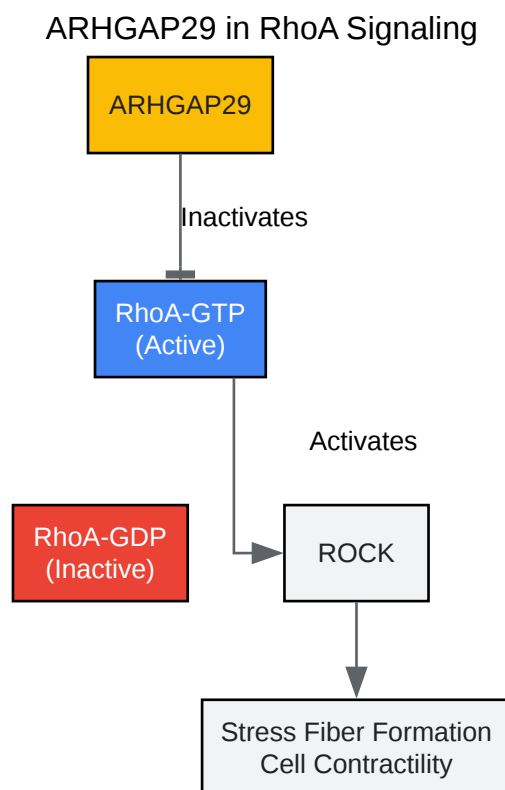 ARHGAP29 in RhoA Signaling
ARHGAP29
Inactivates
RhoA-GTP
(Active)
Activates
RhoA-GDP
(Inactive)
ROCK
Stress Fiber Formation
Cell Contractility